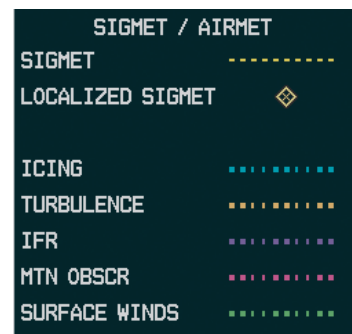 SIGMET / AIRMET
SIGMET
LOCALIZED SIGMET
ICING
TURBULENCE
IFR
MTN OBSCR
SURFACE WINDS